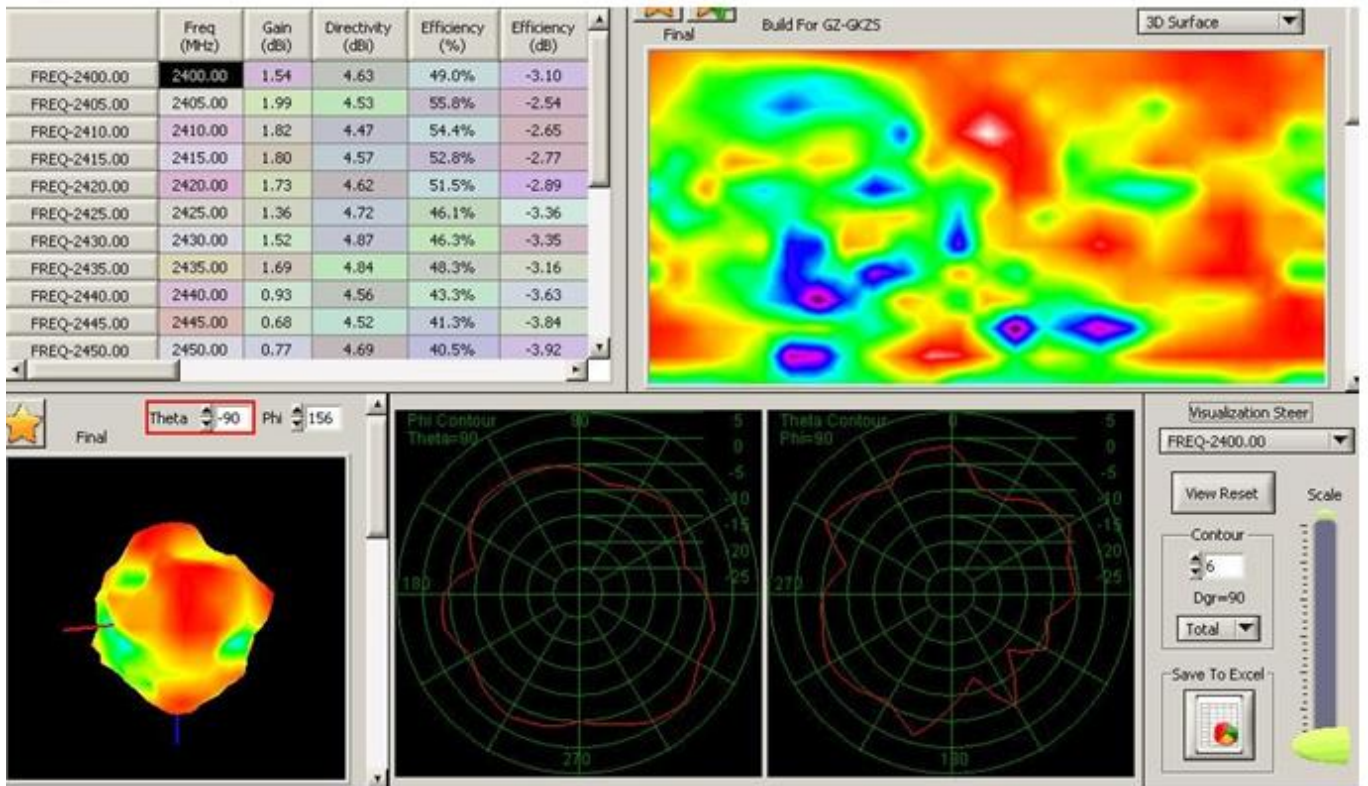 Freq (MHz) Gain (dBi) Directivity (dBi) Efficiency (%) Efficiency (dB)
FREQ-2400.00 2400.00 1.54 4.63 49.0% -3.10
FREQ-2405.00 2405.00 1.99 4.53 55.8% -2.54
FREQ-2410.00 2410.00 1.82 4.47 54.4% -2.65
FREQ-2415.00 2415.00 1.80 4.57 52.8% -2.77
FREQ-2420.00 2420.00 1.73 4.62 51.5% -2.89
FREQ-2425.00 2425.00 1.36 4.72 46.1% -3.36
FREQ-2430.00 2430.00 1.52 4.87 46.3% -3.35
FREQ-2435.00 2435.00 1.69 4.84 48.3% -3.16
FREQ-2440.00 2440.00 0.93 4.56 43.3% -3.63
FREQ-2445.00 2445.00 0.68 4.52 41.3% -3.84
FREQ-2450.00 2450.00 0.77 4.69 40.5% -3.92
Final
Build For GZ-GKZS
3D Surface
Final
Theta -90 Phi 156
Phi Contour
Theta=90
90
180
270
5
0
-5
-10
-15
-20
-25
Theta Contour
Phi=90
0
270
180
5
0
-5
-10
-15
-20
-25
Visualization Steer
FREQ-2400.00
View Reset
Scale
Contour
6
Dgr=90
Total
Save To Excel